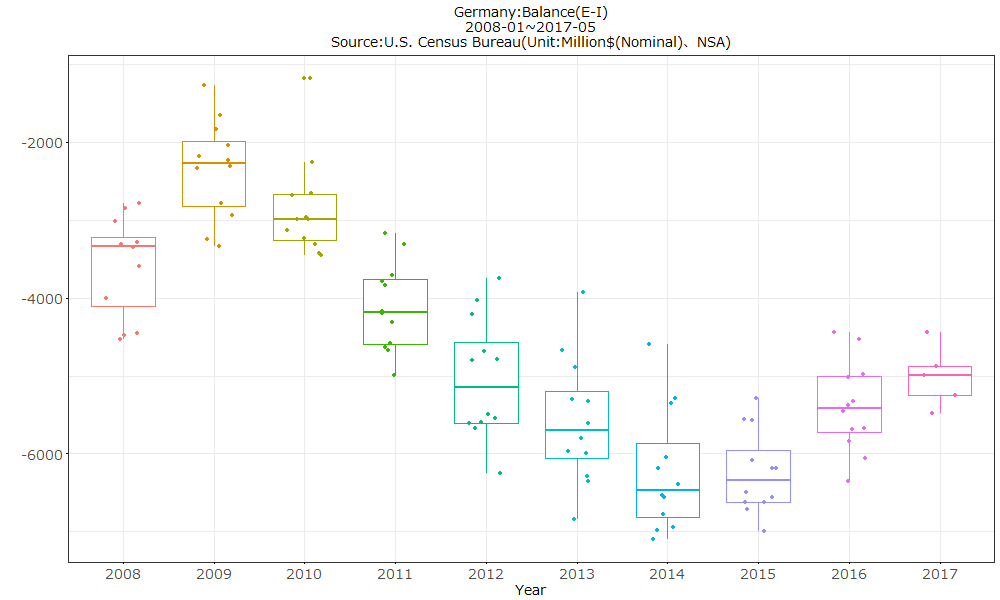 Germany:Balance(E-I)
2008-01~2017-05
Source:U.S. Census Bureau(Unit:Million$(Nominal)、NSA)
-2000
-4000
-6000
2008 2009 2010 2011 2012 2013 2014 2015 2016 2017
Year